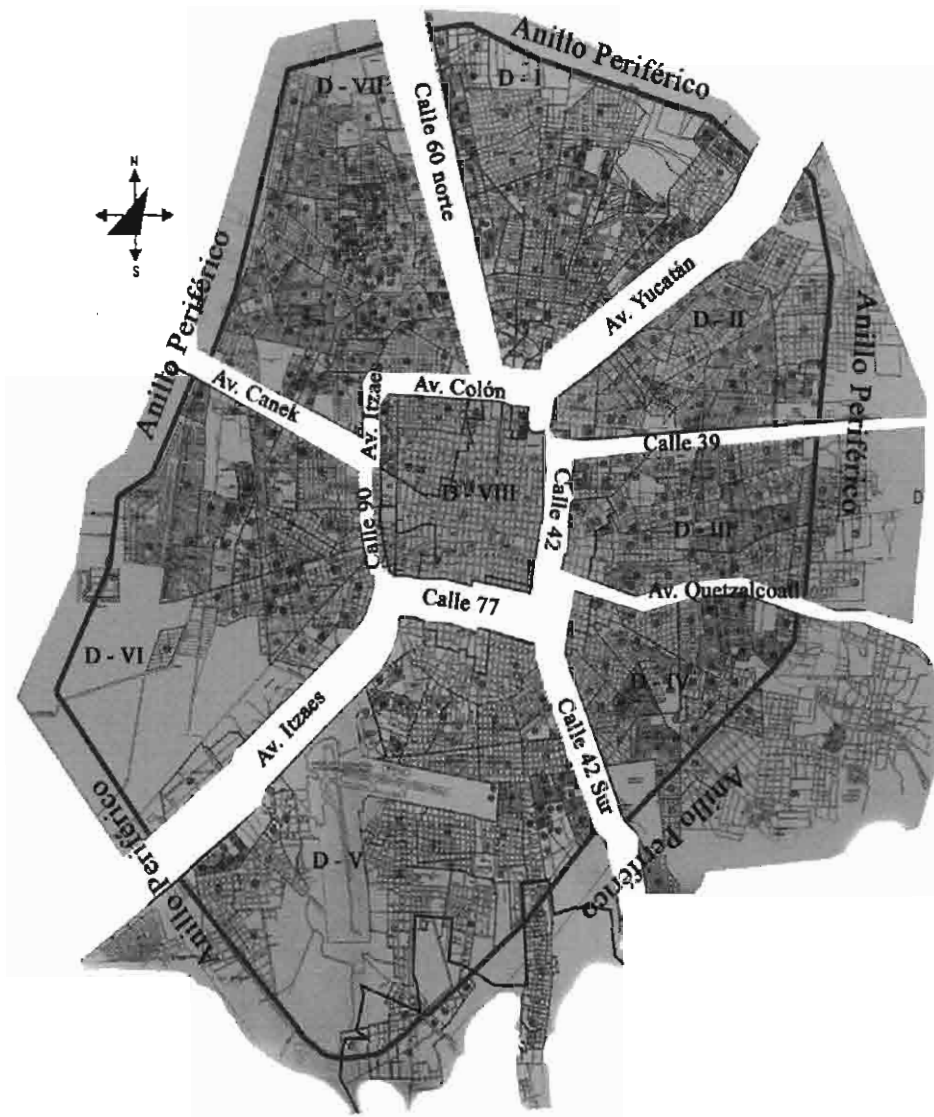 Anillo Periférico
D - VII
D - I
Calle 60 norte
N
S
Anillo Periférico
Av. Yucatán
D - II
Anillo Periférico
Av. Canek
Av. Itzaes
Av. Colón
Calle 39
D - VIII
Calle 90
Calle 42
D
D - III
Calle 77
Av. Quetzalcoatl
D - VI
D - IV
Av. Itzaes
Calle 42 Sur
Anillo Periférico
Anillo Periférico
D - V
Anillo Periférico